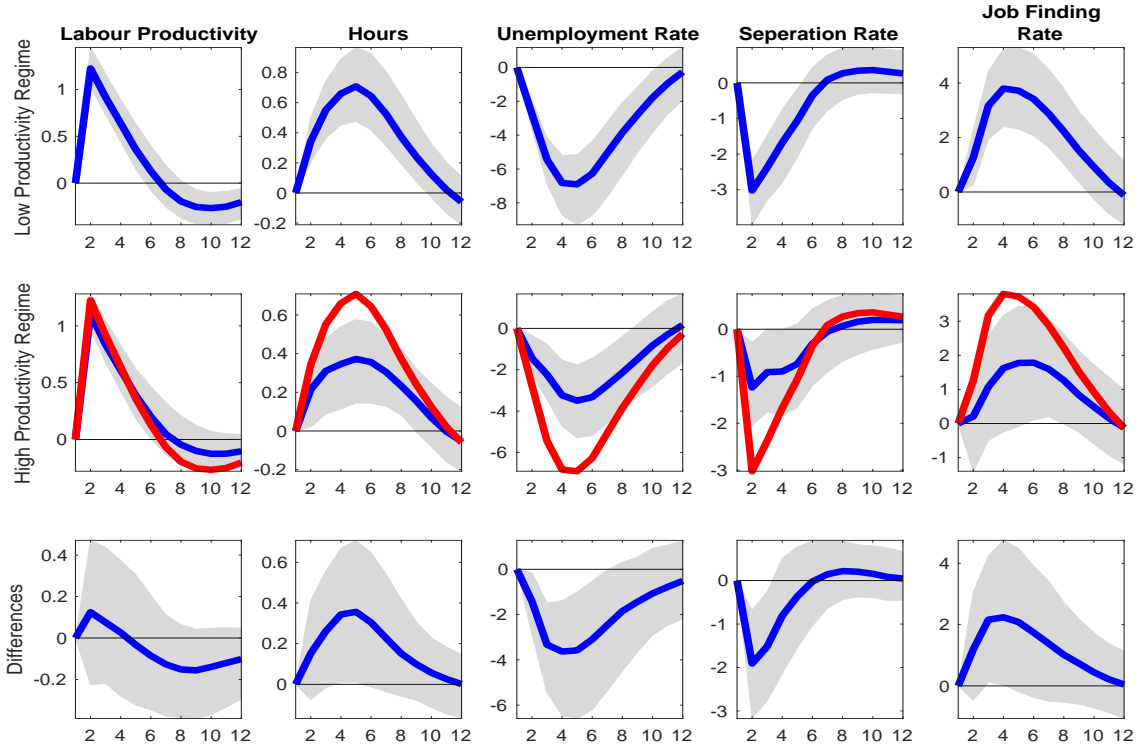 Labour Productivity
Hours
Unemployment Rate
Seperation Rate
Job Finding
Rate
Low Productivity Regime
1
0.5
0
2 4 6 8 10 12
0.8
0.6
0.4
0.2
0
-0.2
2 4 6 8 10 12
0
-2
-4
-6
-8
2 4 6 8 10 12
0
-1
-2
-3
2 4 6 8 10 12
4
2
0
2 4 6 8 10 12
High Productivity Regime
1
0.5
0
2 4 6 8 10 12
0.6
0.4
0.2
0
-0.2
2 4 6 8 10 12
0
-2
-4
-6
2 4 6 8 10 12
0
-1
-2
-3
2 4 6 8 10 12
3
2
1
0
-1
2 4 6 8 10 12
Differences
0.4
0.2
0
-0.2
2 4 6 8 10 12
0.6
0.4
0.2
0
2 4 6 8 10 12
0
-2
-4
-6
2 4 6 8 10 12
0
-1
-2
-3
2 4 6 8 10 12
4
2
0
2 4 6 8 10 12